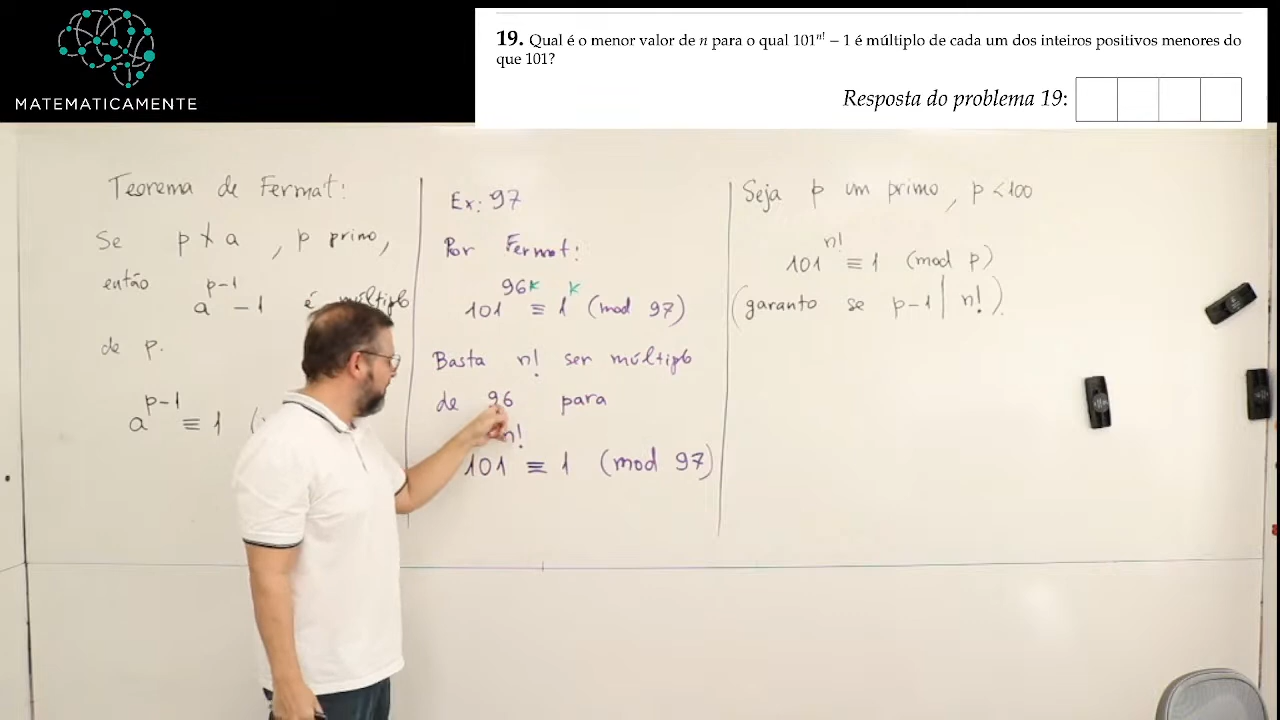 MATEMATICAMENTE
19. Qual é o menor valor de n para o qual 101^{n!} − 1 é múltiplo de cada um dos inteiros positivos menores do
que 101?
Resposta do problema 19:
Teorema de Fermat:
Se p ∤ a , p primo,
então a^{p-1} - 1 é múltiplo
de p.
a^{p-1} ≡ 1 (
Ex: 97
Por Fermat:
101^{96k} ≡ 1^k (mod 97)
Basta n! ser múltiplo
de 96 para
101^{n!} ≡ 1 (mod 97)
Seja p um primo, p < 100
101^{n!} ≡ 1 (mod p)
(garanto se p-1 | n!).